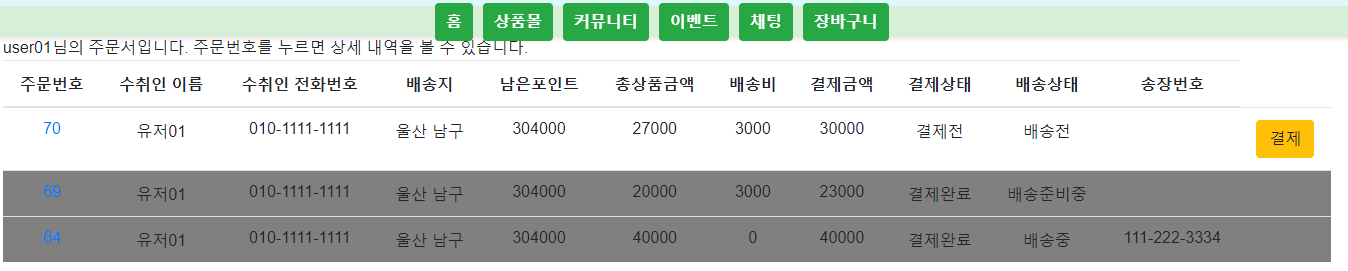 홈 상품몰 커뮤니티 이벤트 채팅 장바구니
user01님의 주문서입니다. 주문번호를 누르면 상세 내역을 볼 수 있습니다.
주문번호 수취인 이름 수취인 전화번호 배송지 남은포인트 총상품금액 배송비 결제금액 결제상태 배송상태 송장번호
70 유저01 010-1111-1111 울산 남구 304000 27000 3000 30000 결제전 배송전 결제
69 유저01 010-1111-1111 울산 남구 304000 20000 3000 23000 결제완료 배송준비중
64 유저01 010-1111-1111 울산 남구 304000 40000 0 40000 결제완료 배송중 111-222-3334